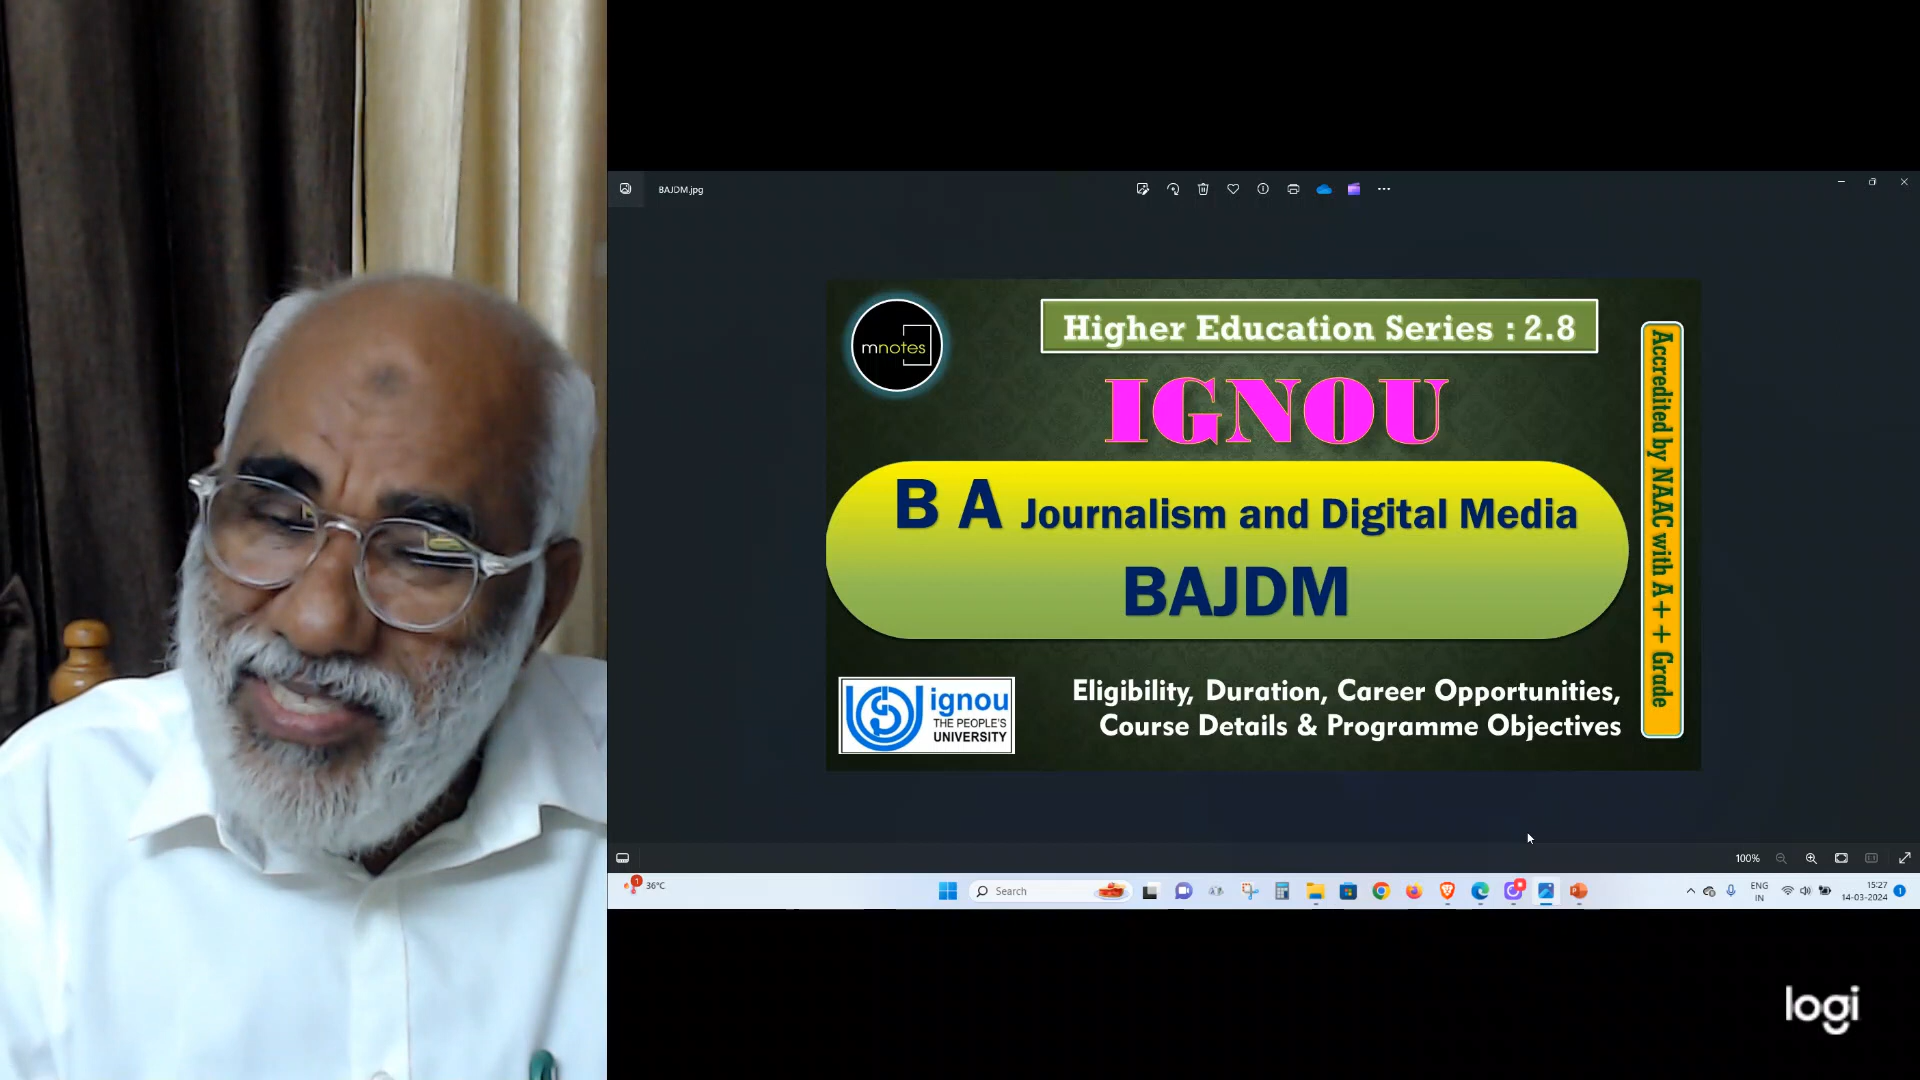 BAJDM.jpg
mnotes
Higher Education Series : 2.8
IGNOU
B A Journalism and Digital Media
BAJDM
Accredited by NAAC with A++ Grade
ignou
THE PEOPLE'S
UNIVERSITY
Eligibility, Duration, Career Opportunities,
Course Details & Programme Objectives
100%
1
36°C
Search
ENG
IN
15:27
14-03-2024
1
logi